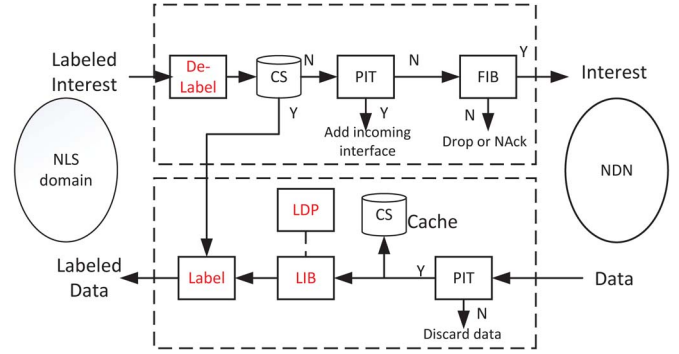 Labeled
Interest
De-
Label
CS
N
PIT
N
FIB
Y
Interest
Y
Y
N
Add incoming
interface
Drop or NAck
NLS
domain
NDN
LDP
CS
Cache
Labeled
Data
Label
LIB
Y
PIT
Data
N
Discard data